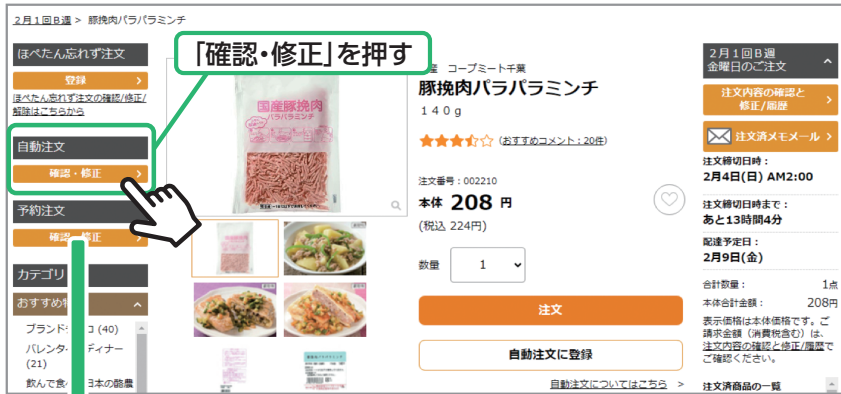 2月1回B週 > 豚挽肉パラパラミンチ
ほぺたん忘れず注文
登録 >
ほぺたん忘れず注文の確認/修正/
解除はこちらから
自動注文
確認・修正 >
予約注文
確認・修正 >
カテゴリ
おすすめ
ブランド
コ (40)
バレンタ
ディナー
(21)
飲んで食
日本の酪農
「確認・修正」を押す
国産豚挽肉
パラパラミンチ
産 コープミート千葉
豚挽肉パラパラミンチ
140g
(おすすめコメント:20件)
注文番号:002210
本体 208 円
(税込 224円)
数量 1
注文
自動注文に登録
自動注文についてはこちら >
2月1回B週
金曜日のご注文
注文内容の確認と
修正/履歴 >
注文済メモメール >
注文締切日時:
2月4日(日) AM2:00
注文締切日時まで:
あと13時間4分
配達予定日:
2月9日(金)
合計数量: 1点
本体合計金額: 208円
表示価格は本体価格です。ご
請求金額(消費税含む)は、
注文内容の確認と修正/履歴で
ご確認ください。
注文済商品の一覧